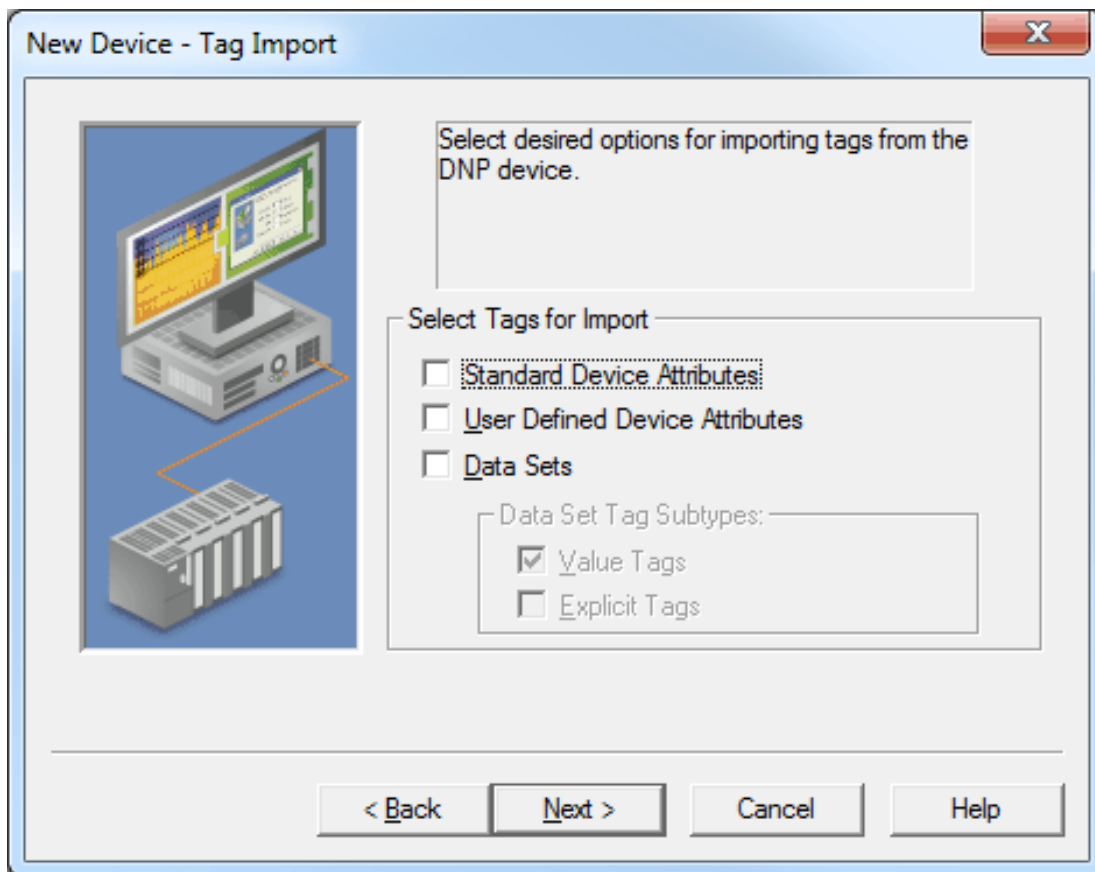 New Device - Tag Import
Select desired options for importing tags from the
DNP device.
Select Tags for Import
Standard Device Attributes
User Defined Device Attributes
Data Sets
Data Set Tag Subtypes:
Value Tags
Explicit Tags
< Back
Next >
Cancel
Help